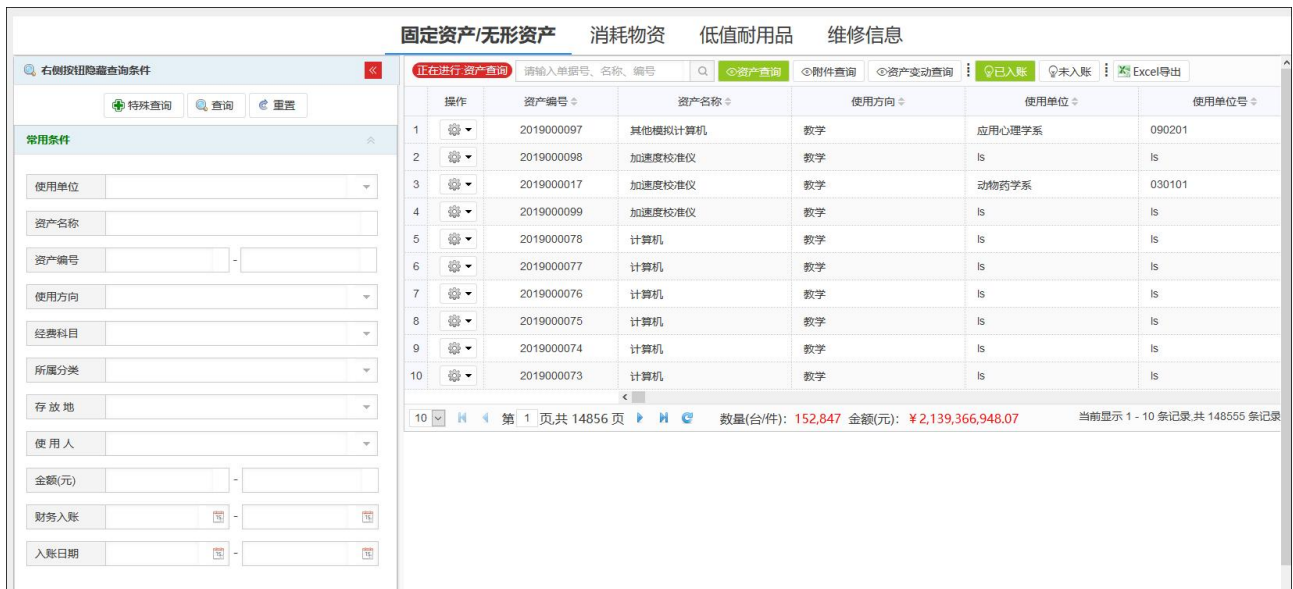 固定资产/无形资产 消耗物资 低值耐用品 维修信息
右侧按钮隐藏查询条件
特殊查询 查询 重置
常用条件
使用单位
资产名称
资产编号 -
使用方向
经费科目
所属分类
存 放 地
使 用 人
金额(元) -
财务入账 -
入账日期 -
正在进行.资产查询 请输入单据号、名称、编号 资产查询 附件查询 资产变动查询 已入账 未入账 Excel导出
操作 资产编号 资产名称 使用方向 使用单位 使用单位号
1 2019000097 其他模拟计算机 教学 应用心理学系 090201
2 2019000098 加速度校准仪 教学 ls ls
3 2019000017 加速度校准仪 教学 动物药学系 030101
4 2019000099 加速度校准仪 教学 ls ls
5 2019000078 计算机 教学 ls ls
6 2019000077 计算机 教学 ls ls
7 2019000076 计算机 教学 ls ls
8 2019000075 计算机 教学 ls ls
9 2019000074 计算机 教学 ls ls
10 2019000073 计算机 教学 ls ls
10 第 1 页,共 14856 页 数量(台/件): 152,847 金额(元): ￥2,139,366,948.07 当前显示 1 - 10 条记录,共 148555 条记录